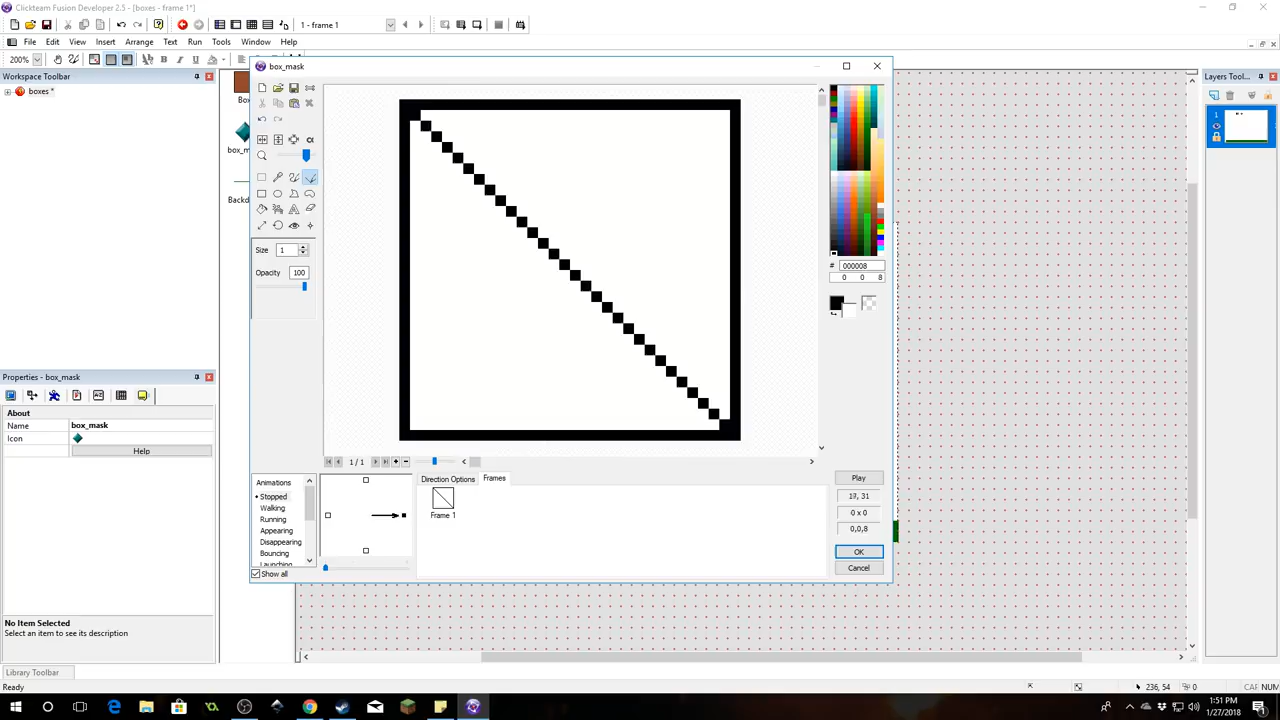 Clickteam Fusion Developer 2.5 - [boxes - frame 1*]
1 - frame 1
File Edit View Insert Arrange Text Run Tools Window Help
200%
Workspace Toolbar
boxes *
Properties - box_mask
About
Name box_mask
Icon
Help
No Item Selected
Select an item to see its description
Library Toolbar
Ready
box_mask
Size 1
Opacity 100
# 000008
0 0 8
1 / 1
Animations
Stopped
Walking
Running
Appearing
Disappearing
Bouncing
Launching
Show all
Direction Options Frames
Frame 1
Play
17, 31
0 x 0
0,0,8
OK
Cancel
Layers Tool...
1
236, 54
0
NUM
1:51 PM
1/27/2018